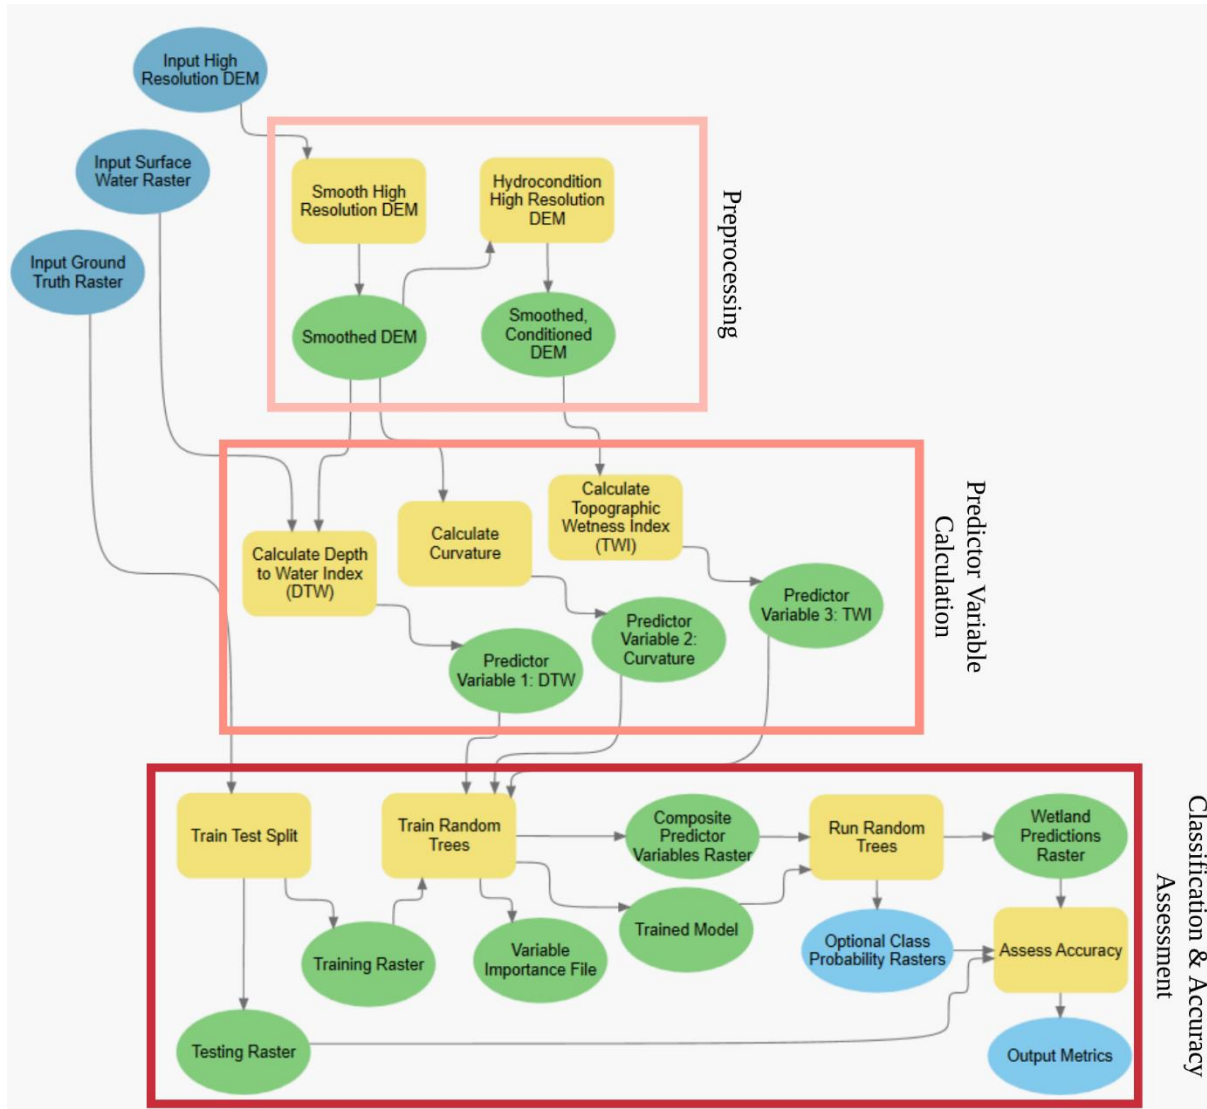 Input High
Resolution DEM
Input Surface
Water Raster
Input Ground
Truth Raster
Smooth High
Resolution DEM
Hydrocondition
High Resolution
DEM
Smoothed DEM
Smoothed,
Conditioned
DEM
Preprocessing
Calculate Depth
to Water Index
(DTW)
Calculate
Curvature
Calculate
Topographic
Wetness Index
(TWI)
Predictor
Variable 1: DTW
Predictor
Variable 2:
Curvature
Predictor
Variable 3: TWI
Predictor Variable
Calculation
Train Test Split
Train Random
Trees
Composite
Predictor
Variables Raster
Run Random
Trees
Wetland
Predictions
Raster
Training Raster
Variable
Importance File
Trained Model
Optional Class
Probability Rasters
Assess Accuracy
Testing Raster
Output Metrics
Classification & Accuracy
Assessment